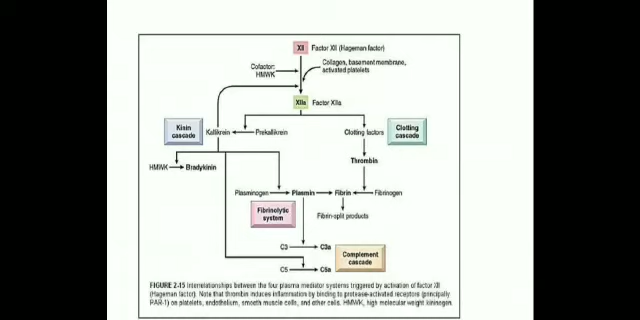 XII Factor XII (Hageman factor)
Cofactor:
HMWK
Collagen, basement membrane,
activated platelets
XIIa Factor XIIa
Kinin
cascade
Kallikrein Prekallikrein
Clotting factors
Clotting
cascade
Thrombin
HMWK Bradykinin
Plasminogen Plasmin Fibrin Fibrinogen
Fibrinolytic
system
Fibrin-split products
C3 C3a
Complement
cascade
C5 C5a
FIGURE 2-15 Interrelationships between the four plasma mediator systems triggered by activation of factor XII
(Hageman factor). Note that thrombin induces inflammation by binding to protease-activated receptors (principally
PAR-1) on platelets, endothelium, smooth muscle cells, and other cells. HMWK, high molecular weight kininogen.